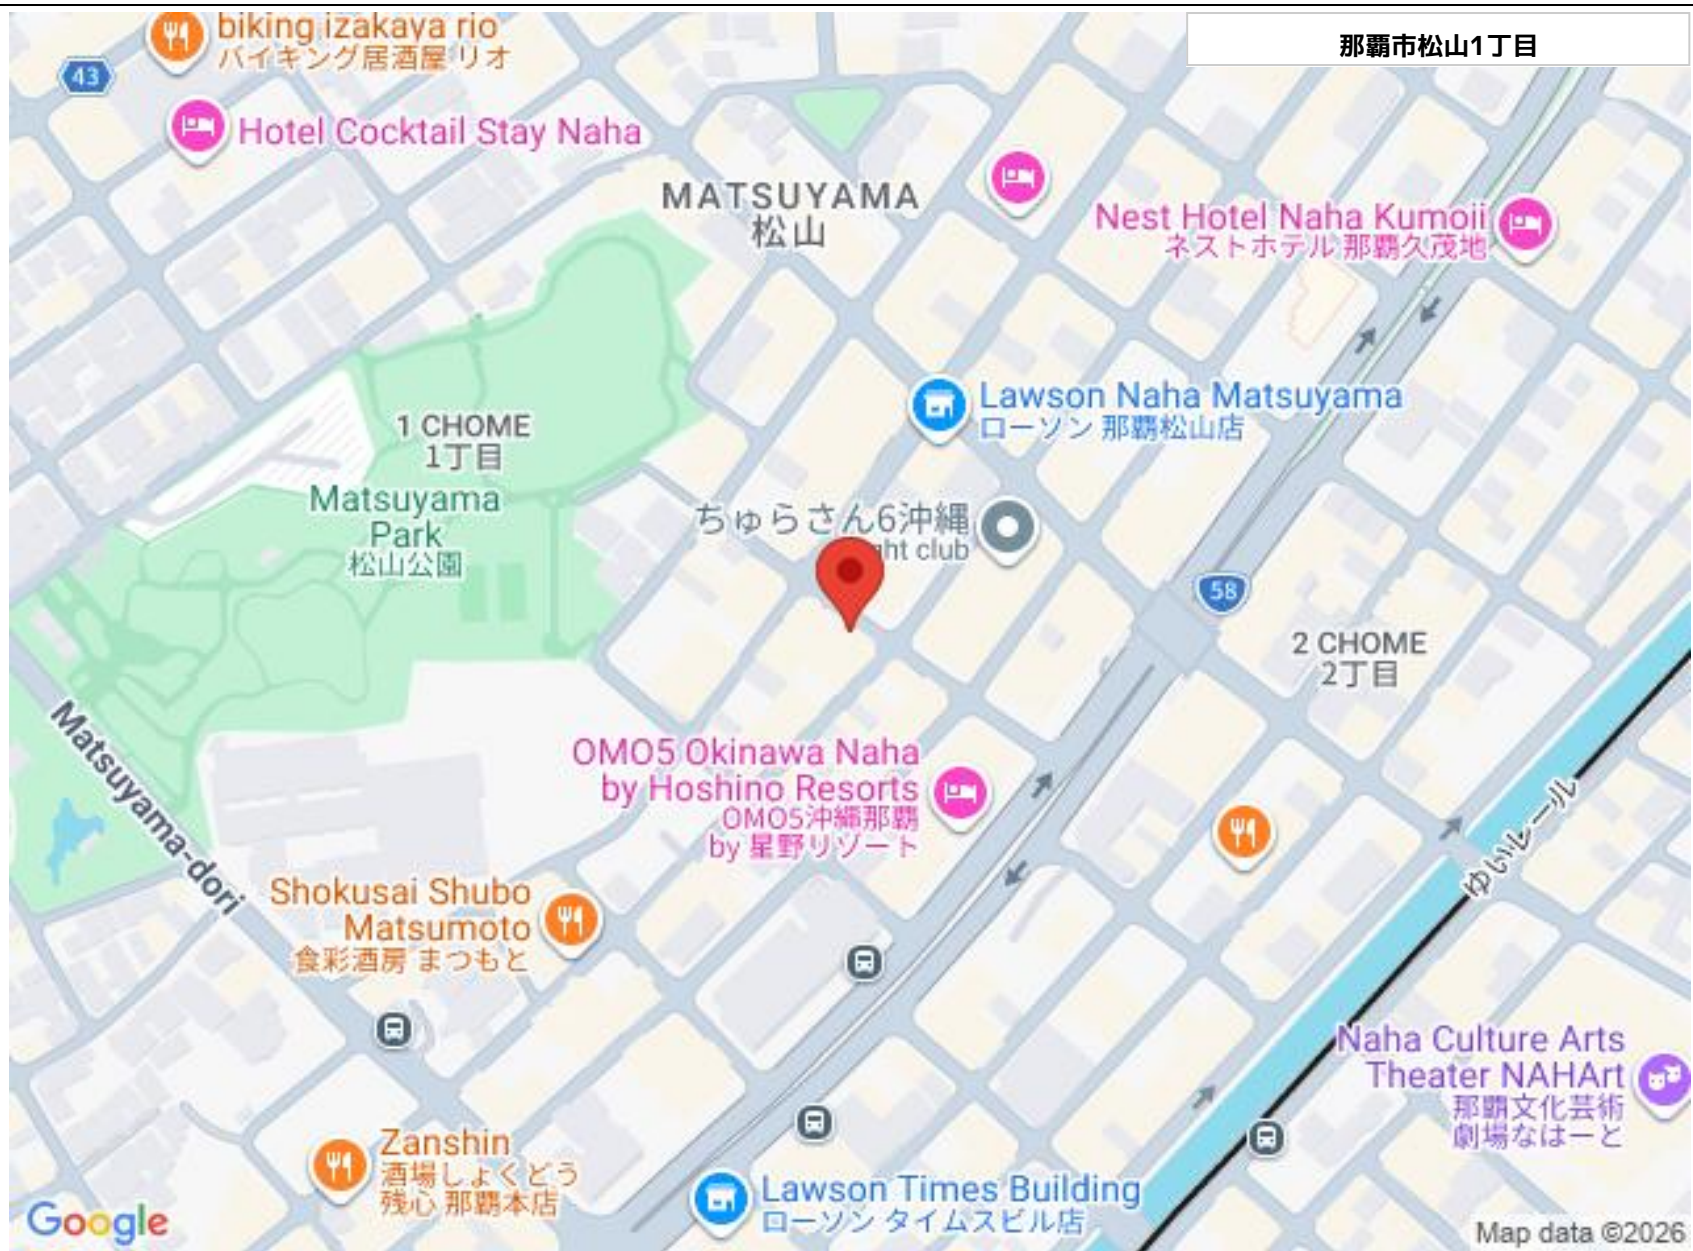 biking izakaya rio
バイキング居酒屋 リオ
那覇市松山1丁目
43
Hotel Cocktail Stay Naha
MATSUYAMA
松山
Nest Hotel Naha Kumoji
ネストホテル 那覇久茂地
Lawson Naha Matsuyama
ローソン 那覇松山店
1 CHOME
1丁目
Matsuyama
Park
松山公園
ちゅらさん6沖縄
club
58
2 CHOME
2丁目
Matsuyama-dori
OMO5 Okinawa Naha
by Hoshino Resorts
OMO5沖縄那覇
by 星野リゾート
ゆいレール
Shokusai Shubo
Matsumoto
食彩酒房 まつもと
Naha Culture Arts
Theater NAHArt
那覇文化芸術
劇場なはーと
Zanshin
酒場しょくどう
残心 那覇本店
Lawson Times Building
ローソン タイムスビル店
Google
Map data ©2026